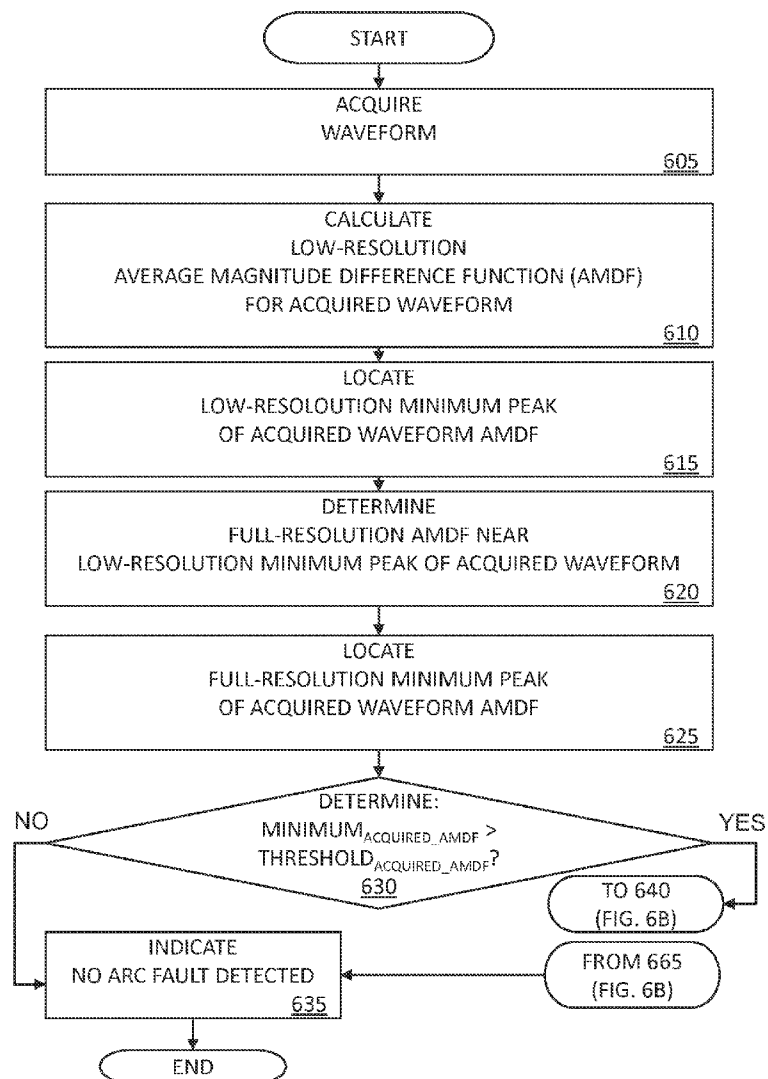 START
ACQUIRE
WAVEFORM
605
CALCULATE
LOW-RESOLUTION
AVERAGE MAGNITUDE DIFFERENCE FUNCTION (AMDF)
FOR ACQUIRED WAVEFORM
610
LOCATE
LOW-RESOLOUTION MINIMUM PEAK
OF ACQUIRED WAVEFORM AMDF
615
DETERMINE
FULL-RESOLUTION AMDF NEAR
LOW-RESOLUTION MINIMUM PEAK OF ACQUIRED WAVEFORM
620
LOCATE
FULL-RESOLUTION MINIMUM PEAK
OF ACQUIRED WAVEFORM AMDF
625
DETERMINE:
MINIMUM_ACQUIRED_AMDF >
THRESHOLD_ACQUIRED_AMDF?
630
NO
YES
TO 640
(FIG. 6B)
INDICATE
NO ARC FAULT DETECTED
635
FROM 665
(FIG. 6B)
END